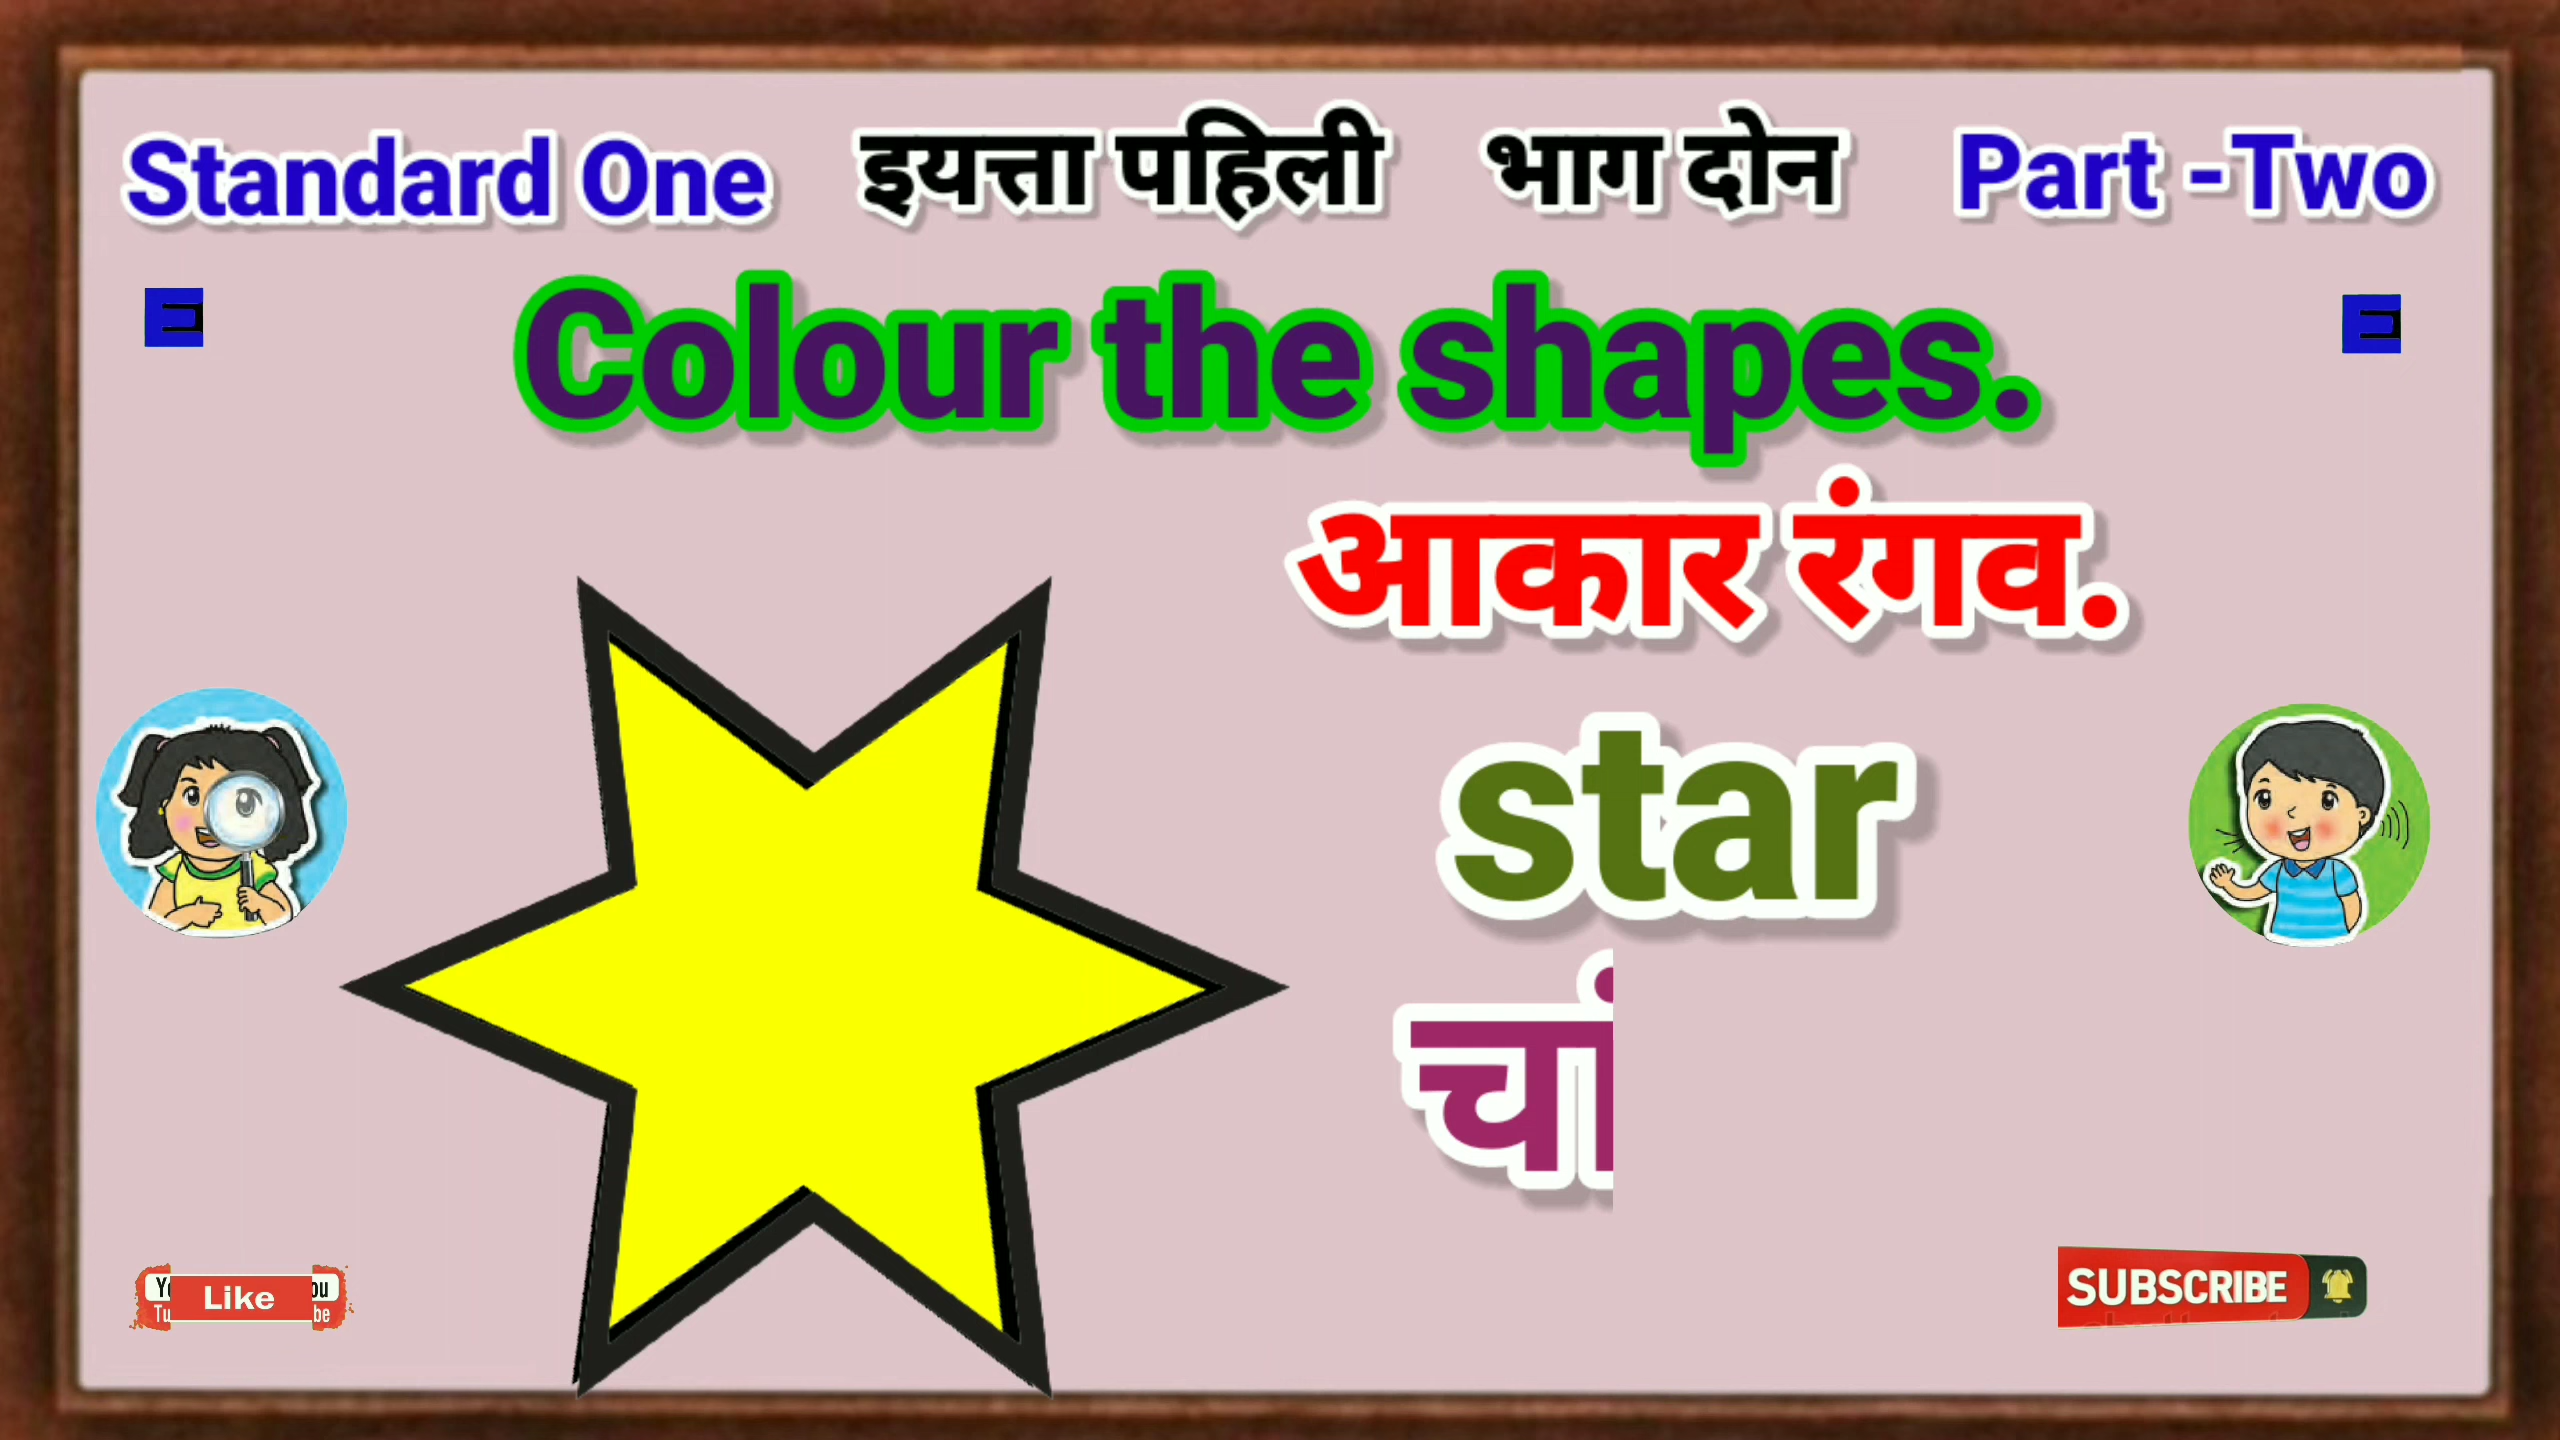 Standard One इयत्ता पहिली भाग दोन Part -Two
Colour the shapes.
आकार रंगव.
star
चां
Like
SUBSCRIBE